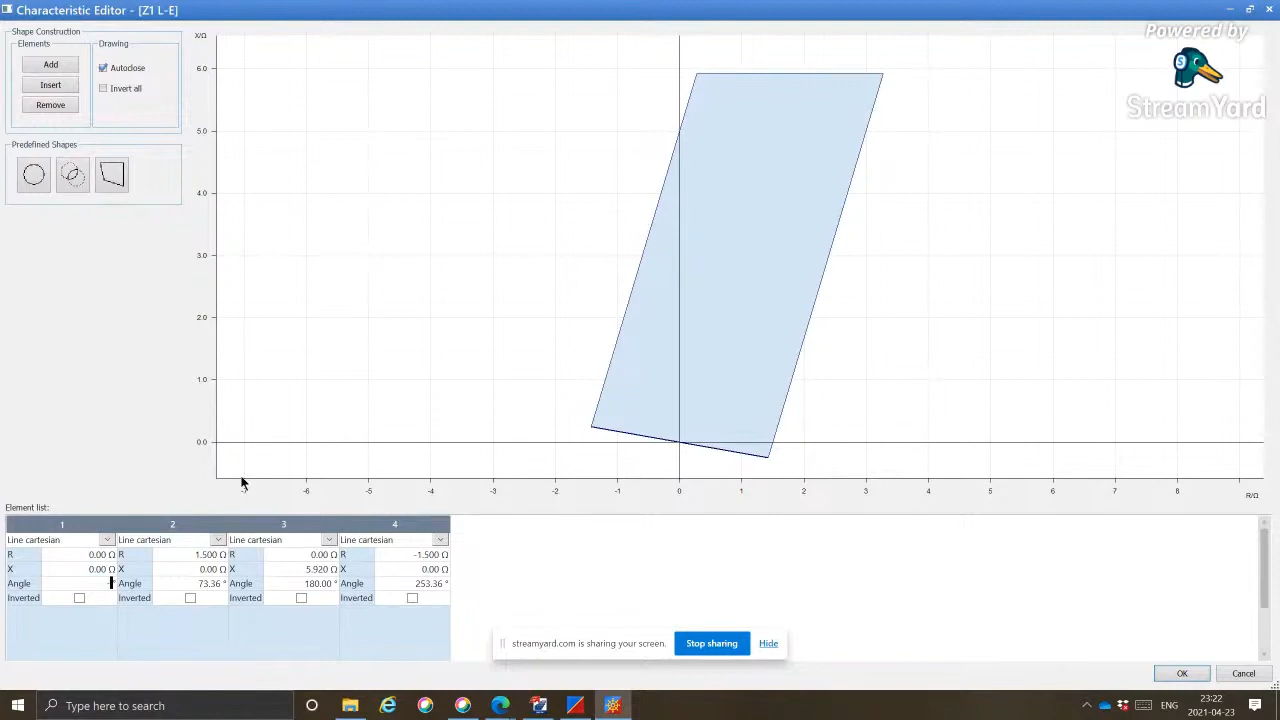 Characteristic Editor - [Z1 L-E]
Shape Construction
Elements
Add
Insert
Remove
Drawing
Autoclose
Invert all
Predefined Shapes
X/Ω
6.0
5.0
4.0
3.0
2.0
1.0
0.0
-7 -6 -5 -4 -3 -2 -1 0 1 2 3 4 5 6 7 8
R/Ω
Powered by
StreamYard
Element list:
1 2 3 4
Line cartesian Line cartesian Line cartesian Line cartesian
R 0.00 Ω R 1.500 Ω R 0.00 Ω R -1.500 Ω
X 0.00 Ω X 0.00 Ω X 5.920 Ω X 0.00 Ω
Angle Angle 73.36 ° Angle 180.00 ° Angle 253.36 °
Inverted Inverted Inverted Inverted
streamyard.com is sharing your screen.
Stop sharing
Hide
OK
Cancel
Type here to search
ENG
23:22
2021-04-23